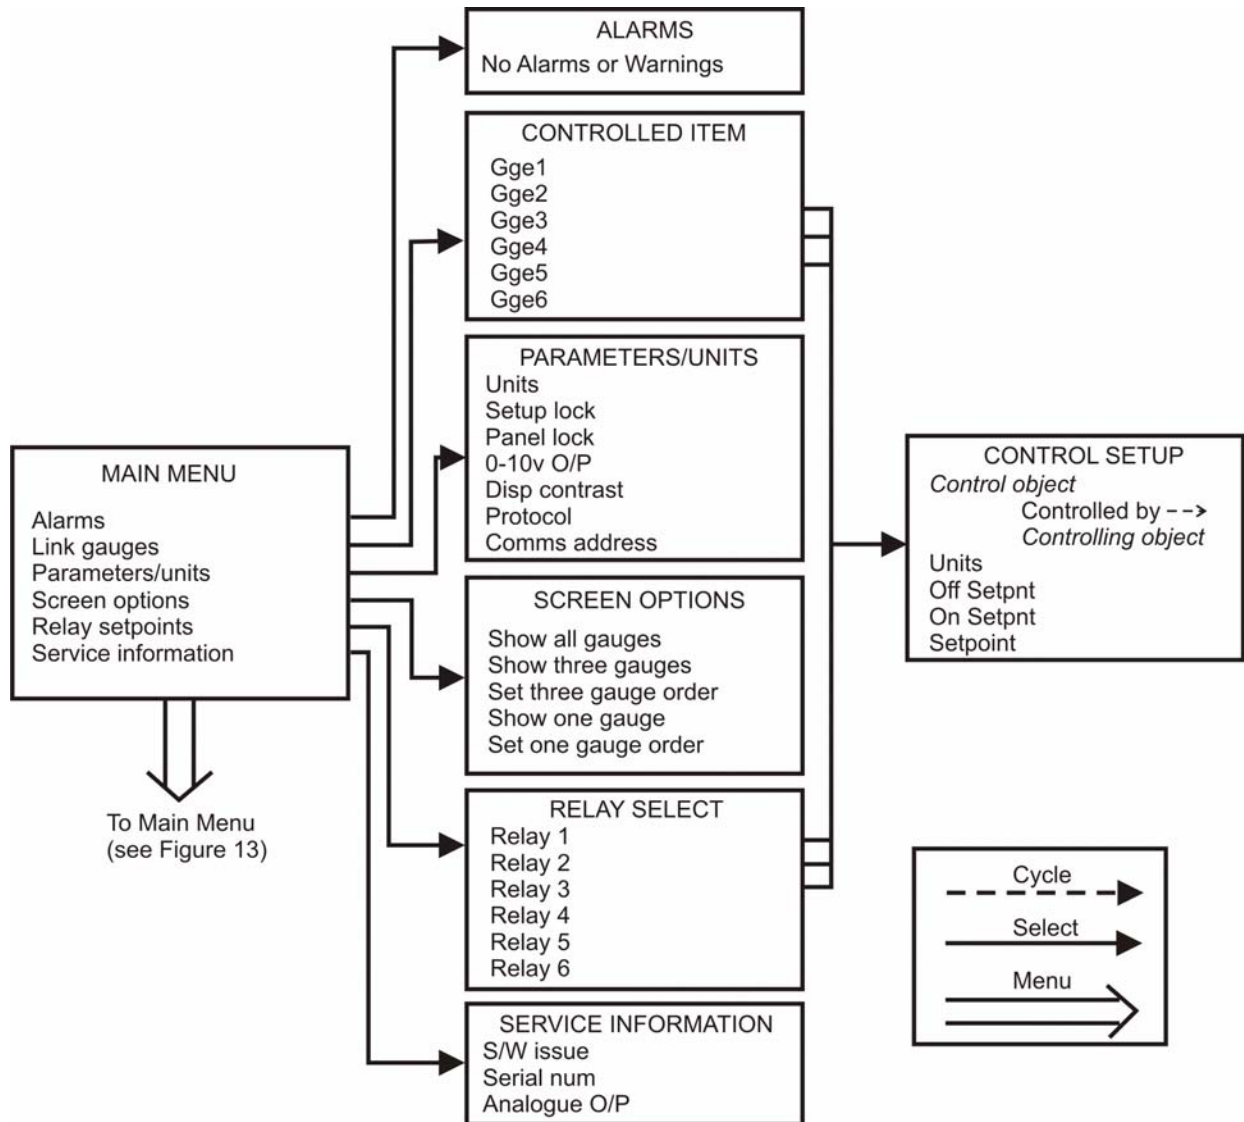 ALARMS
No Alarms or Warnings
CONTROLLED ITEM
Gge1
Gge2
Gge3
Gge4
Gge5
Gge6
PARAMETERS/UNITS
Units
Setup lock
Panel lock
0-10v O/P
Disp contrast
Protocol
Comms address
MAIN MENU
Alarms
Link gauges
Parameters/units
Screen options
Relay setpoints
Service information
To Main Menu
(see Figure 13)
SCREEN OPTIONS
Show all gauges
Show three gauges
Set three gauge order
Show one gauge
Set one gauge order
RELAY SELECT
Relay 1
Relay 2
Relay 3
Relay 4
Relay 5
Relay 6
SERVICE INFORMATION
S/W issue
Serial num
Analogue O/P
CONTROL SETUP
Control object
Controlled by -->
Controlling object
Units
Off Setpnt
On Setpnt
Setpoint
Cycle
Select
Menu